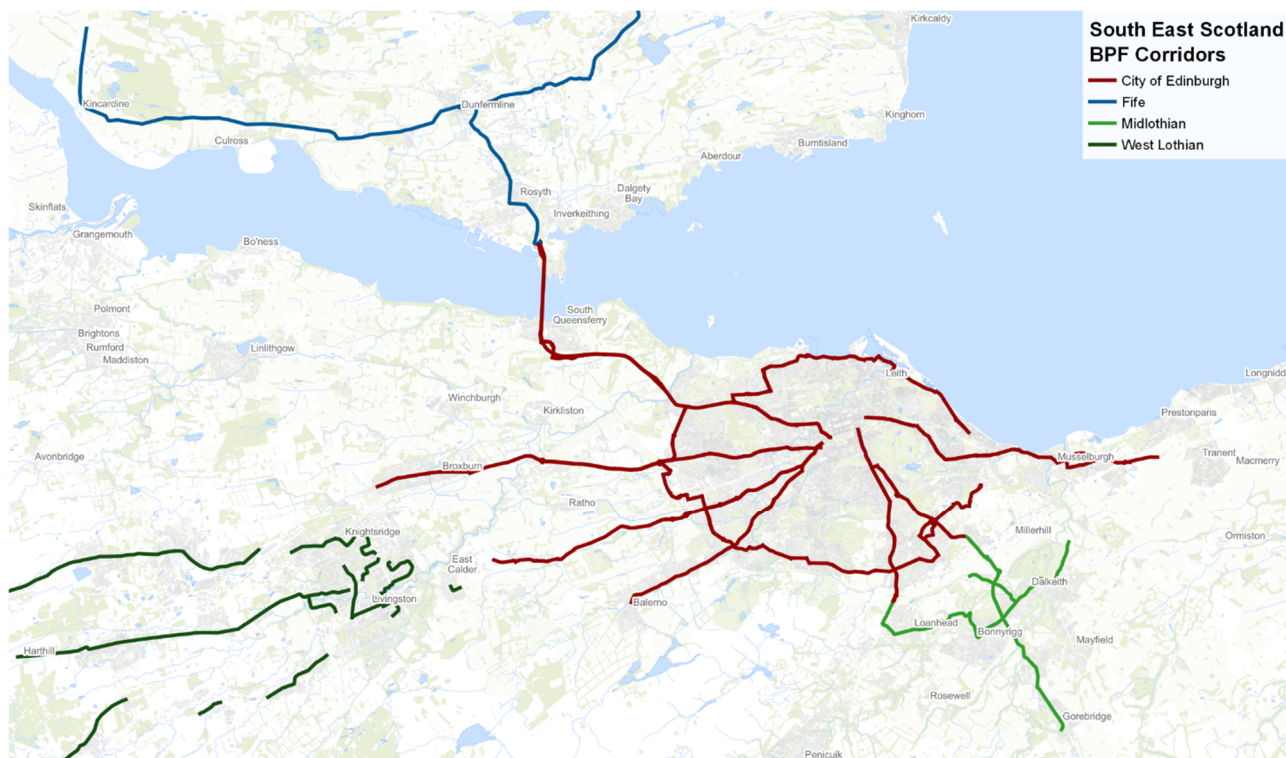 Kirkcaldy
South East Scotland
BPF Corridors
City of Edinburgh
Fife
Midlothian
West Lothian
Kincardine
Dunfermline
Kinghorn
Culross
Burntisland
Aberdour
Rosyth
Dalgety
Bay
Skinflats
Inverkeithing
Grangemouth
Bo'ness
Polmont
South
Queensferry
Brightons
Rumford
Maddiston
Linlithgow
Leith
Longnidd
Winchburgh
Kirkliston
Prestonpans
Avonbridge
Broxburn
Musselburgh
Tranent
Macmerry
Ratho
Knightsridge
Millerhill
Ormiston
East
Calder
Dalkeith
Livingston
Balerno
Loanhead
Bonnyrigg
Mayfield
Harthill
Rosewell
Gorebridge
Penicuik